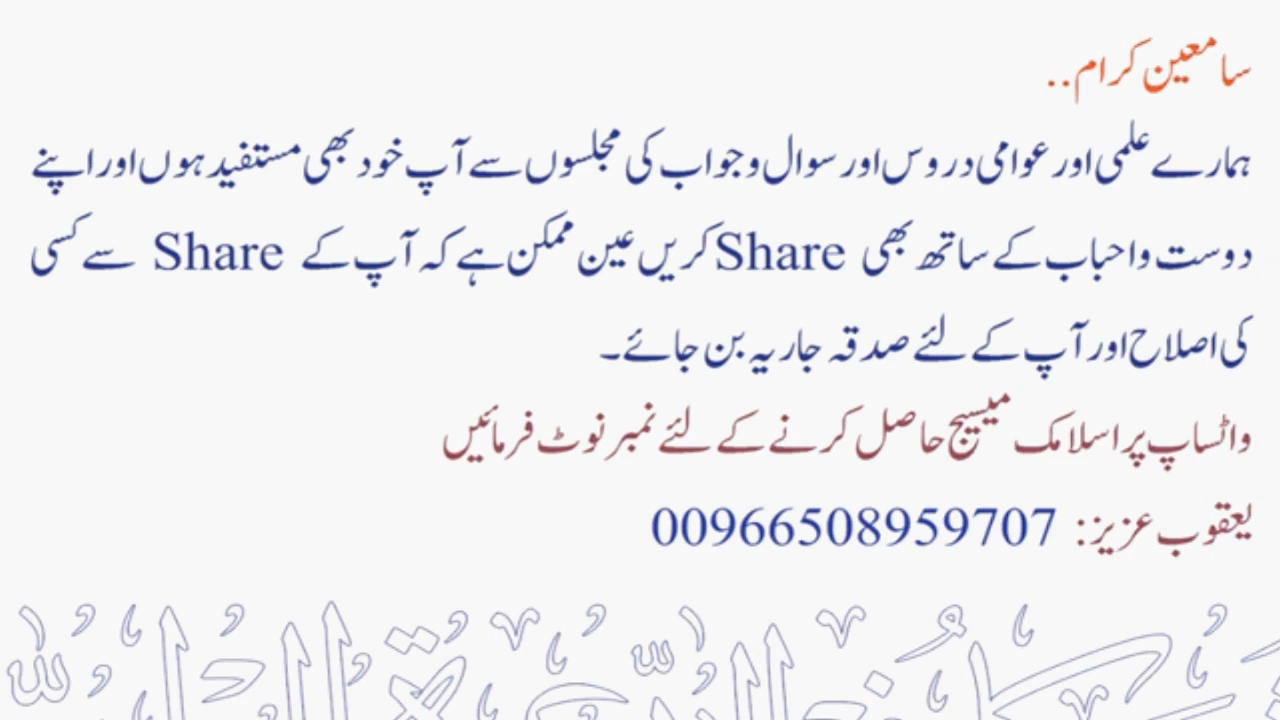 سامعین کرام..
ہمارے علمی اور عوامی دروس اور سوال و جواب کی مجلسوں سے آپ خود بھی مستفید ہوں اور اپنے
دوست و احباب کے ساتھ بھی Share کریں عین ممکن ہے کہ آپ کے Share سے کسی
کی اصلاح اور آپ کے لئے صدقہ جاریہ بن جائے۔
واٹساپ پر اسلامک میسیج حاصل کرنے کے لئے نمبر نوٹ فرمائیں
یعقوب عزیز: 00966508959707